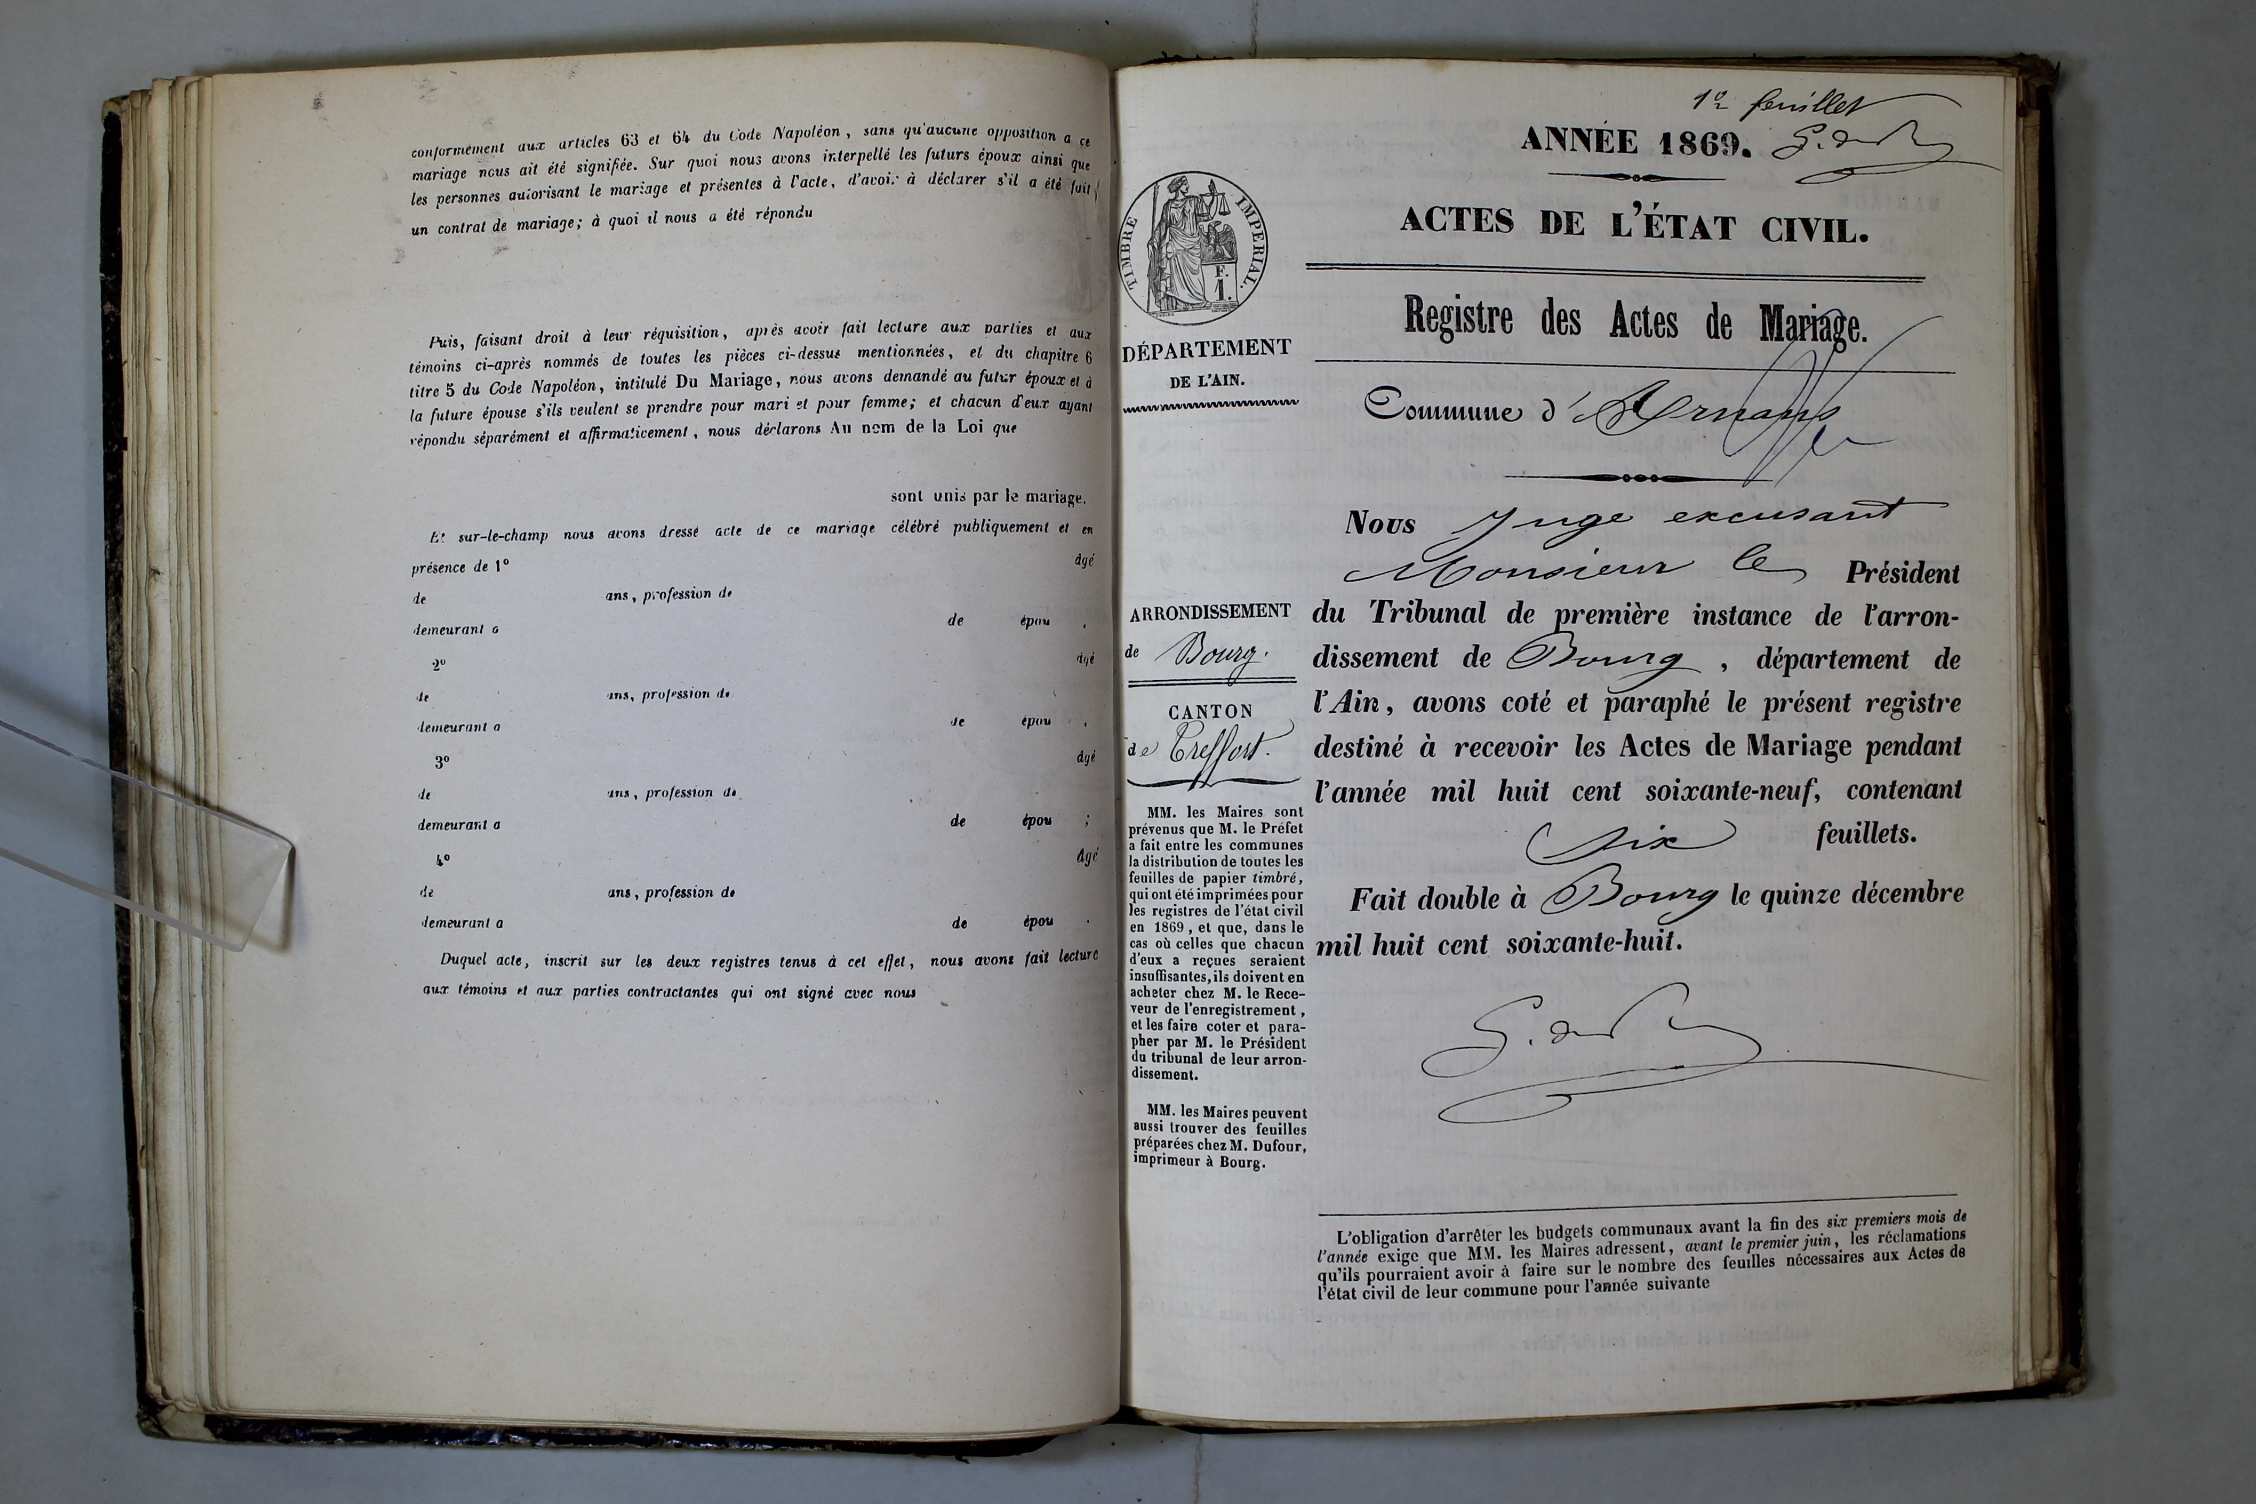 conformément aux articles 63 et 64 du Code Napoléon, sans qu'aucune opposition a ce
mariage nous ait été signifiée. Sur quoi nous avons interpellé les futurs époux ainsi que
les personnes autorisant le mariage et présentes à l'acte, d'avoir à déclarer s'il a été fait
un contrat de mariage; à quoi il nous a été répondu
Puis, faisant droit à leur réquisition, après avoir fait lecture aux parties et aux
témoins ci-après nommés de toutes les pièces ci-dessus mentionnées, et du chapitre 6
titre 5 du Code Napoléon, intitulé Du Mariage, nous avons demandé au futur époux et à
la future épouse s'ils veulent se prendre pour mari et pour femme; et chacun d'eux ayant
répondu séparément et affirmativement, nous déclarons Au nom de la Loi que
sont unis par le mariage.
Et sur-le-champ nous avons dressé acte de ce mariage célébré publiquement et en
présence de 1º âgé
de ans, profession de
demeurant a de épou ,
2º âgé
de ans, profession de
demeurant a de épou ,
3º âgé
de ans, profession de
demeurant a de épou ;
4º âgé
de ans, profession de
demeurant a de épou .
Duquel acte, inscrit sur les deux registres tenus à cet effet, nous avons fait lecture
aux témoins et aux parties contractantes qui ont signé avec nous
1er feuillet
ANNÉE 1869.
ACTES DE L'ÉTAT CIVIL.
TIMBRE IMPERIAL.
F.
1.
DÉPARTEMENT
DE L'AIN.
Registre des Actes de Mariage.
Commune d'Arnans
ARRONDISSEMENT
de Bourg.
CANTON
de Treffort.
MM. les Maires sont
prévenus que M. le Préfet
a fait entre les communes
la distribution de toutes les
feuilles de papier timbré,
qui ont été imprimées pour
les registres de l'état civil
en 1869, et que, dans le
cas où celles que chacun
d'eux a reçues seraient
insuffisantes, ils doivent en
acheter chez M. le Rece-
veur de l'enregistrement,
et les faire coter et para-
pher par M. le Président
du tribunal de leur arron-
dissement.
MM. les Maires peuvent
aussi trouver des feuilles
préparées chez M. Dufour,
imprimeur à Bourg.
Nous Juge excusant
Monsieur le Président
du Tribunal de première instance de l'arron-
dissement de Bourg, département de
l'Ain, avons coté et paraphé le présent registre
destiné à recevoir les Actes de Mariage pendant
l'année mil huit cent soixante-neuf, contenant
six feuillets.
Fait double à Bourg le quinze décembre
mil huit cent soixante-huit.
L'obligation d'arrêter les budgets communaux avant la fin des six premiers mois de
l'année exige que MM. les Maires adressent, avant le premier juin, les réclamations
qu'ils pourraient avoir à faire sur le nombre des feuilles nécessaires aux Actes de
l'état civil de leur commune pour l'année suivante